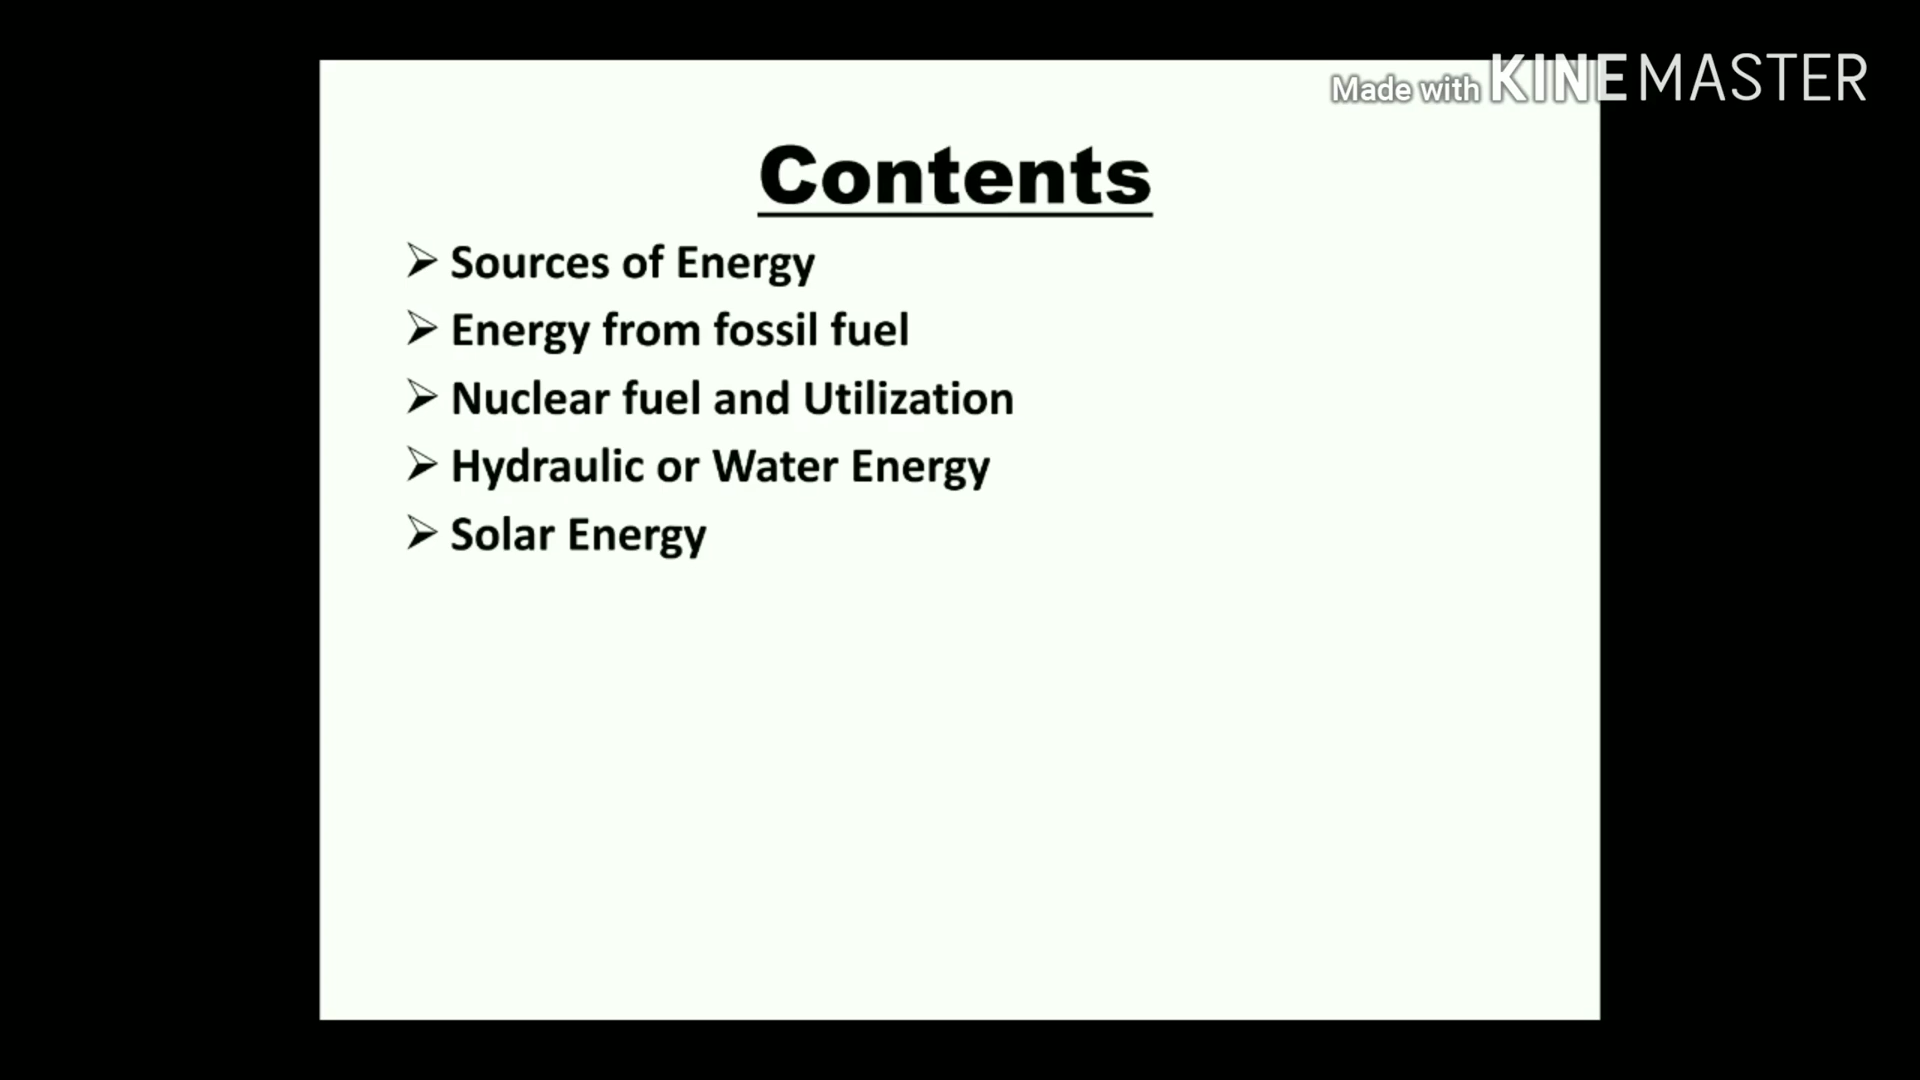 Made with KINEMASTER
Contents
Sources of Energy
Energy from fossil fuel
Nuclear fuel and Utilization
Hydraulic or Water Energy
Solar Energy